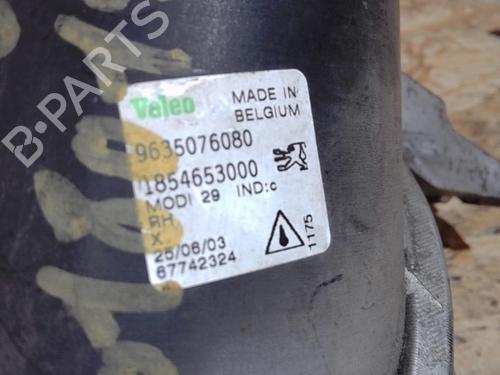 B-PARTS
Valeo
MADE IN
BELGIUM
9635076080
1854653000
MODI 29 IND:c
RH
X
25/06/03
67742324
1175